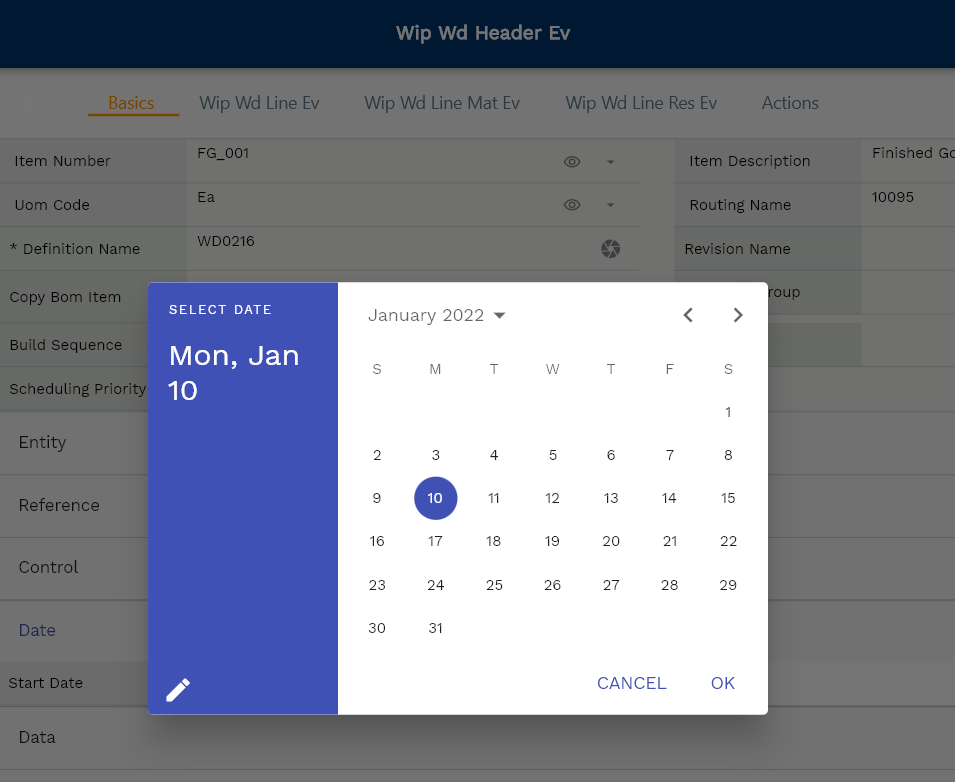 Wip Wd Header Ev
Basics Wip Wd Line Ev Wip Wd Line Mat Ev Wip Wd Line Res Ev Actions
Item Number FG_001 Item Description Finished Go
Uom Code Ea Routing Name 10095
* Definition Name WD0216 Revision Name
Copy Bom Item roup
Build Sequence
Scheduling Priority
Entity
Reference
Control
Date
Start Date
Data
SELECT DATE
Mon, Jan
10
January 2022
S M T W T F S
1
2 3 4 5 6 7 8
9 10 11 12 13 14 15
16 17 18 19 20 21 22
23 24 25 26 27 28 29
30 31
CANCEL OK